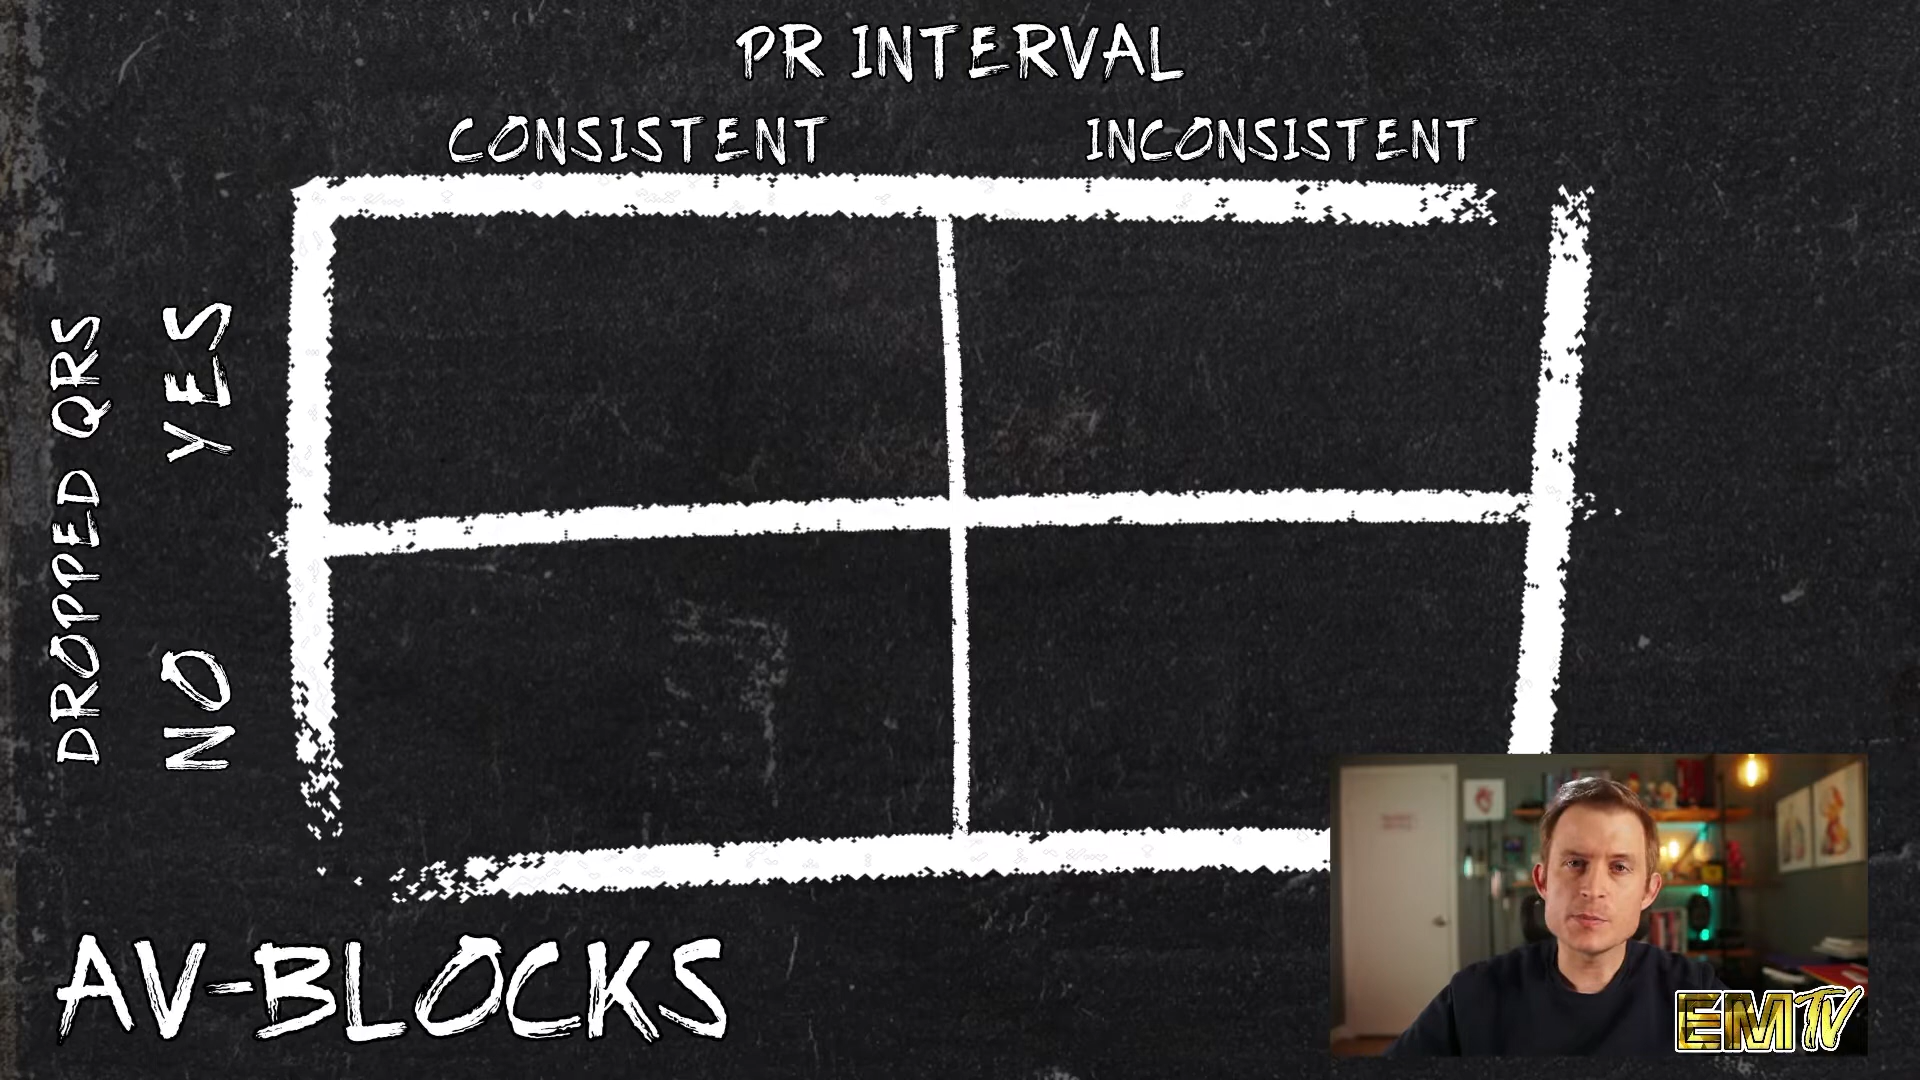 PR INTERVAL
CONSISTENT INCONSISTENT
DROPPED QRS
YES
NO
AV-BLOCKS
EMTV